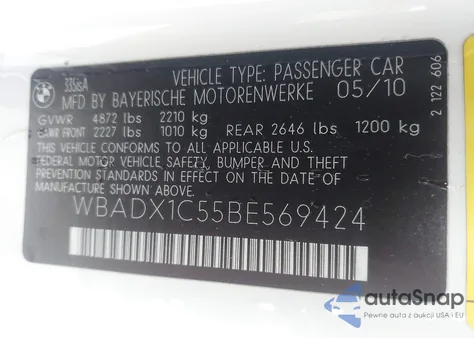 335isA
VEHICLE TYPE: PASSENGER CAR
MFD BY BAYERISCHE MOTORENWERKE 05/10
GVWR 4872 lbs 2210 kg
GAWR FRONT 2227 lbs 1010 kg REAR 2646 lbs 1200 kg
THIS CAR CONFORMS TO ALL APPLICABLE U.S.
FEDERAL MOTOR VEHICLE SAFETY, BUMPER AND THEFT
PREVENTION STANDARDS IN EFFECT ON THE DATE OF
MANUFACTURE SHOWN ABOVE.
WBADX1C55BE569424
2 122 606
autoSnap
Pewne auta z aukcji USA i EU